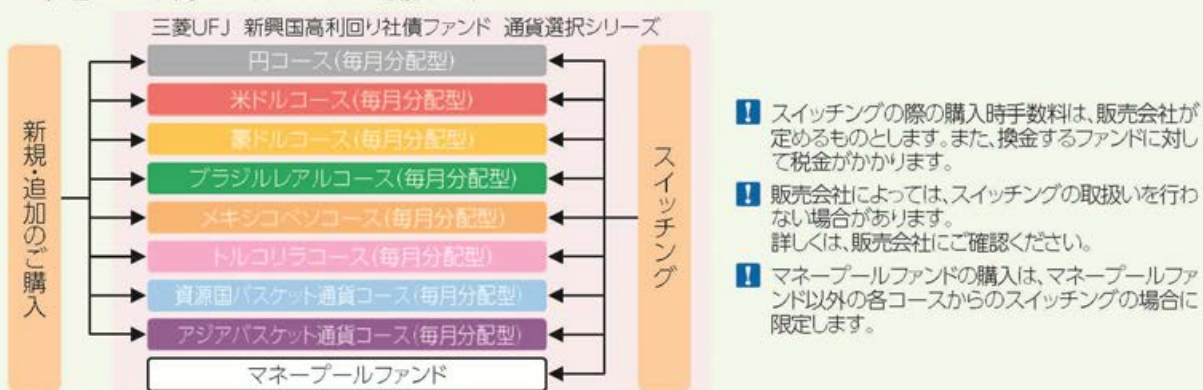 三菱UFJ 新興国高利回り社債ファンド 通貨選択シリーズ
新規・追加のご購入
円コース(毎月分配型)
米ドルコース(毎月分配型)
豪ドルコース(毎月分配型)
ブラジルレアルコース(毎月分配型)
メキシコペソコース(毎月分配型)
トルコリラコース(毎月分配型)
資源国バスケット通貨コース(毎月分配型)
アジアバスケット通貨コース(毎月分配型)
マネープールファンド
スイッチング
! スイッチングの際の購入時手数料は、販売会社が
定めるものとします。また、換金するファンドに対し
て税金がかかります。
! 販売会社によっては、スイッチングの取扱いを行わ
ない場合があります。
詳しくは、販売会社にご確認ください。
! マネープールファンドの購入は、マネープールファ
ンド以外の各コースからのスイッチングの場合に
限定します。